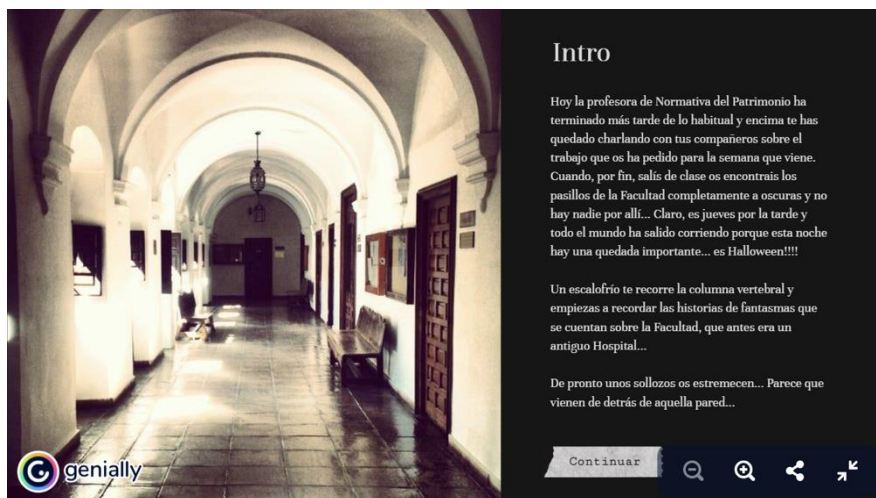 Intro
Hoy la profesora de Normativa del Patrimonio ha
terminado más tarde de lo habitual y encima te has
quedado charlando con tus compañeros sobre el
trabajo que os ha pedido para la semana que viene.
Cuando, por fin, salís de clase os encontrais los
pasillos de la Facultad completamente a oscuras y no
hay nadie por allí... Claro, es jueves por la tarde y
todo el mundo ha salido corriendo porque esta noche
hay una quedada importante... es Halloween!!!!
Un escalofrío te recorre la columna vertebral y
empiezas a recordar las historias de fantasmas que
se cuentan sobre la Facultad, que antes era un
antiguo Hospital...
De pronto unos sollozos os estremecen... Parece que
vienen de detrás de aquella pared...
Continuar
genially